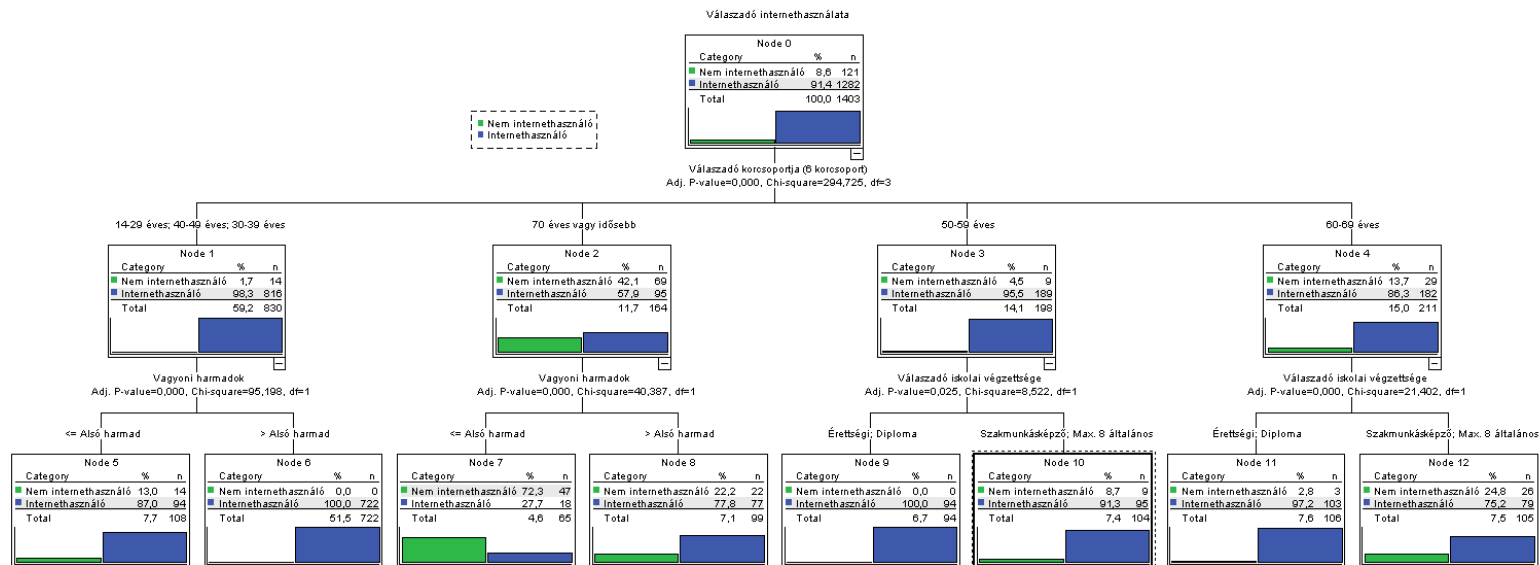 Válaszadó internethasználata
Node 0
Category % n
Nem internethasználó 8,6 121
Internethasználó 91,4 1282
Total 100,0 1403
Nem internethasználó
Internethasználó
Válaszadó korcsoportja (6 korcsoport)
Adj. P-value=0,000, Chi-square=294,725, df=3
14-29 éves; 40-49 éves; 30-39 éves
Node 1
Category % n
Nem internethasználó 1,7 14
Internethasználó 98,3 816
Total 59,2 830
Vagyoni harmadok
Adj. P-value=0,000, Chi-square=95,198, df=1
70 éves vagy idősebb
Node 2
Category % n
Nem internethasználó 42,1 69
Internethasználó 57,9 95
Total 11,7 164
Vagyoni harmadok
Adj. P-value=0,000, Chi-square=40,387, df=1
50-59 éves
Node 3
Category % n
Nem internethasználó 4,5 9
Internethasználó 95,5 189
Total 14,1 198
Válaszadó iskolai végzettsége
Adj. P-value=0,025, Chi-square=8,522, df=1
60-69 éves
Node 4
Category % n
Nem internethasználó 13,7 29
Internethasználó 86,3 182
Total 15,0 211
Válaszadó iskolai végzettsége
Adj. P-value=0,000, Chi-square=21,402, df=1
<= Alsó harmad
Node 5
Category % n
Nem internethasználó 13,0 14
Internethasználó 87,0 94
Total 7,7 108
> Alsó harmad
Node 6
Category % n
Nem internethasználó 0,0 0
Internethasználó 100,0 722
Total 51,5 722
<= Alsó harmad
Node 7
Category % n
Nem internethasználó 72,3 47
Internethasználó 27,7 18
Total 4,6 65
> Alsó harmad
Node 8
Category % n
Nem internethasználó 22,2 22
Internethasználó 77,8 77
Total 7,1 99
Érettségi; Diploma
Node 9
Category % n
Nem internethasználó 0,0 0
Internethasználó 100,0 94
Total 6,7 94
Szakmunkásképző; Max. 8 általános
Node 10
Category % n
Nem internethasználó 8,7 9
Internethasználó 91,3 95
Total 7,4 104
Érettségi; Diploma
Node 11
Category % n
Nem internethasználó 2,8 3
Internethasználó 97,2 103
Total 7,6 106
Szakmunkásképző; Max. 8 általános
Node 12
Category % n
Nem internethasználó 24,8 26
Internethasználó 75,2 79
Total 7,5 105